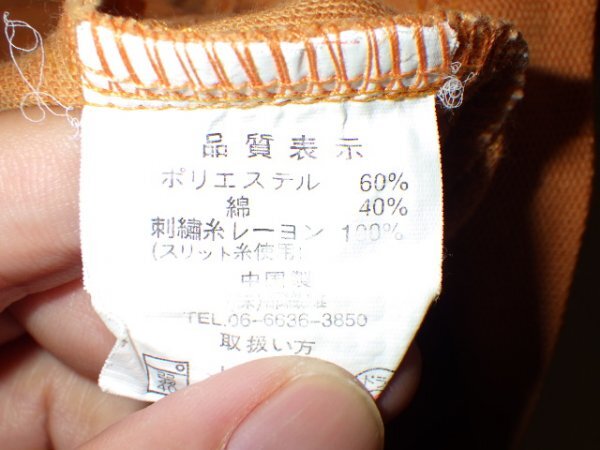 品質表示
ポリエステル 60%
綿 40%
刺繍糸レーヨン 100%
(スリット糸使用)
中国製
TEL.06-6636-3850
取扱い方
ドラ